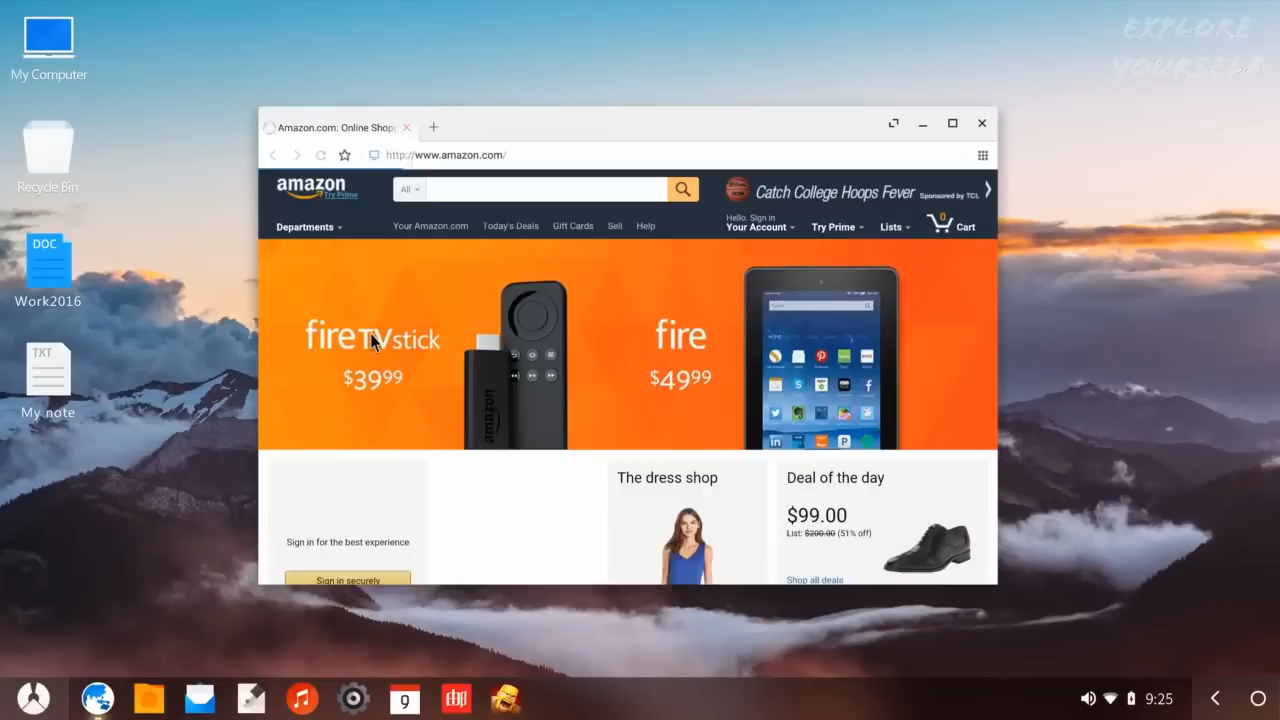 EXPLORE
YOURSELF
My Computer
Recycle Bin
DOC
Work2016
TXT
My note
Amazon.com: Online Shop
http://www.amazon.com/
amazon
Try Prime
All
Catch College Hoops Fever Sponsored by TCL
Departments
Your Amazon.com Today's Deals Gift Cards Sell Help
Hello. Sign in
Your Account
Try Prime
Lists
0
Cart
fireTVstick
$39.99
amazon
fire
$49.99
Sign in for the best experience
Sign in securely
The dress shop
Deal of the day
$99.00
List: $200.00 (51% off)
Shop all deals
9
9:25